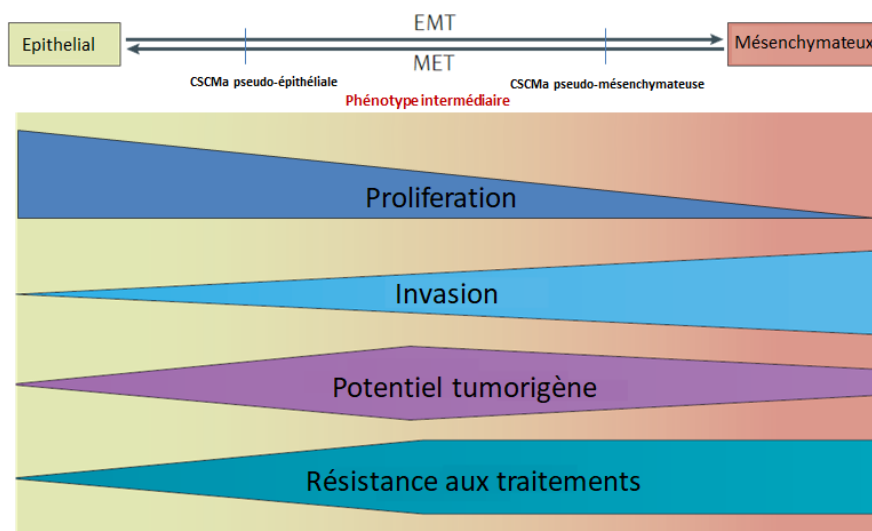 EMT
Epithelial
Mésenchymateux
MET
CSCMa pseudo-épithéliale
CSCMa pseudo-mésenchymateuse
Phénotype intermédiaire
Proliferation
Invasion
Potentiel tumorigène
Résistance aux traitements